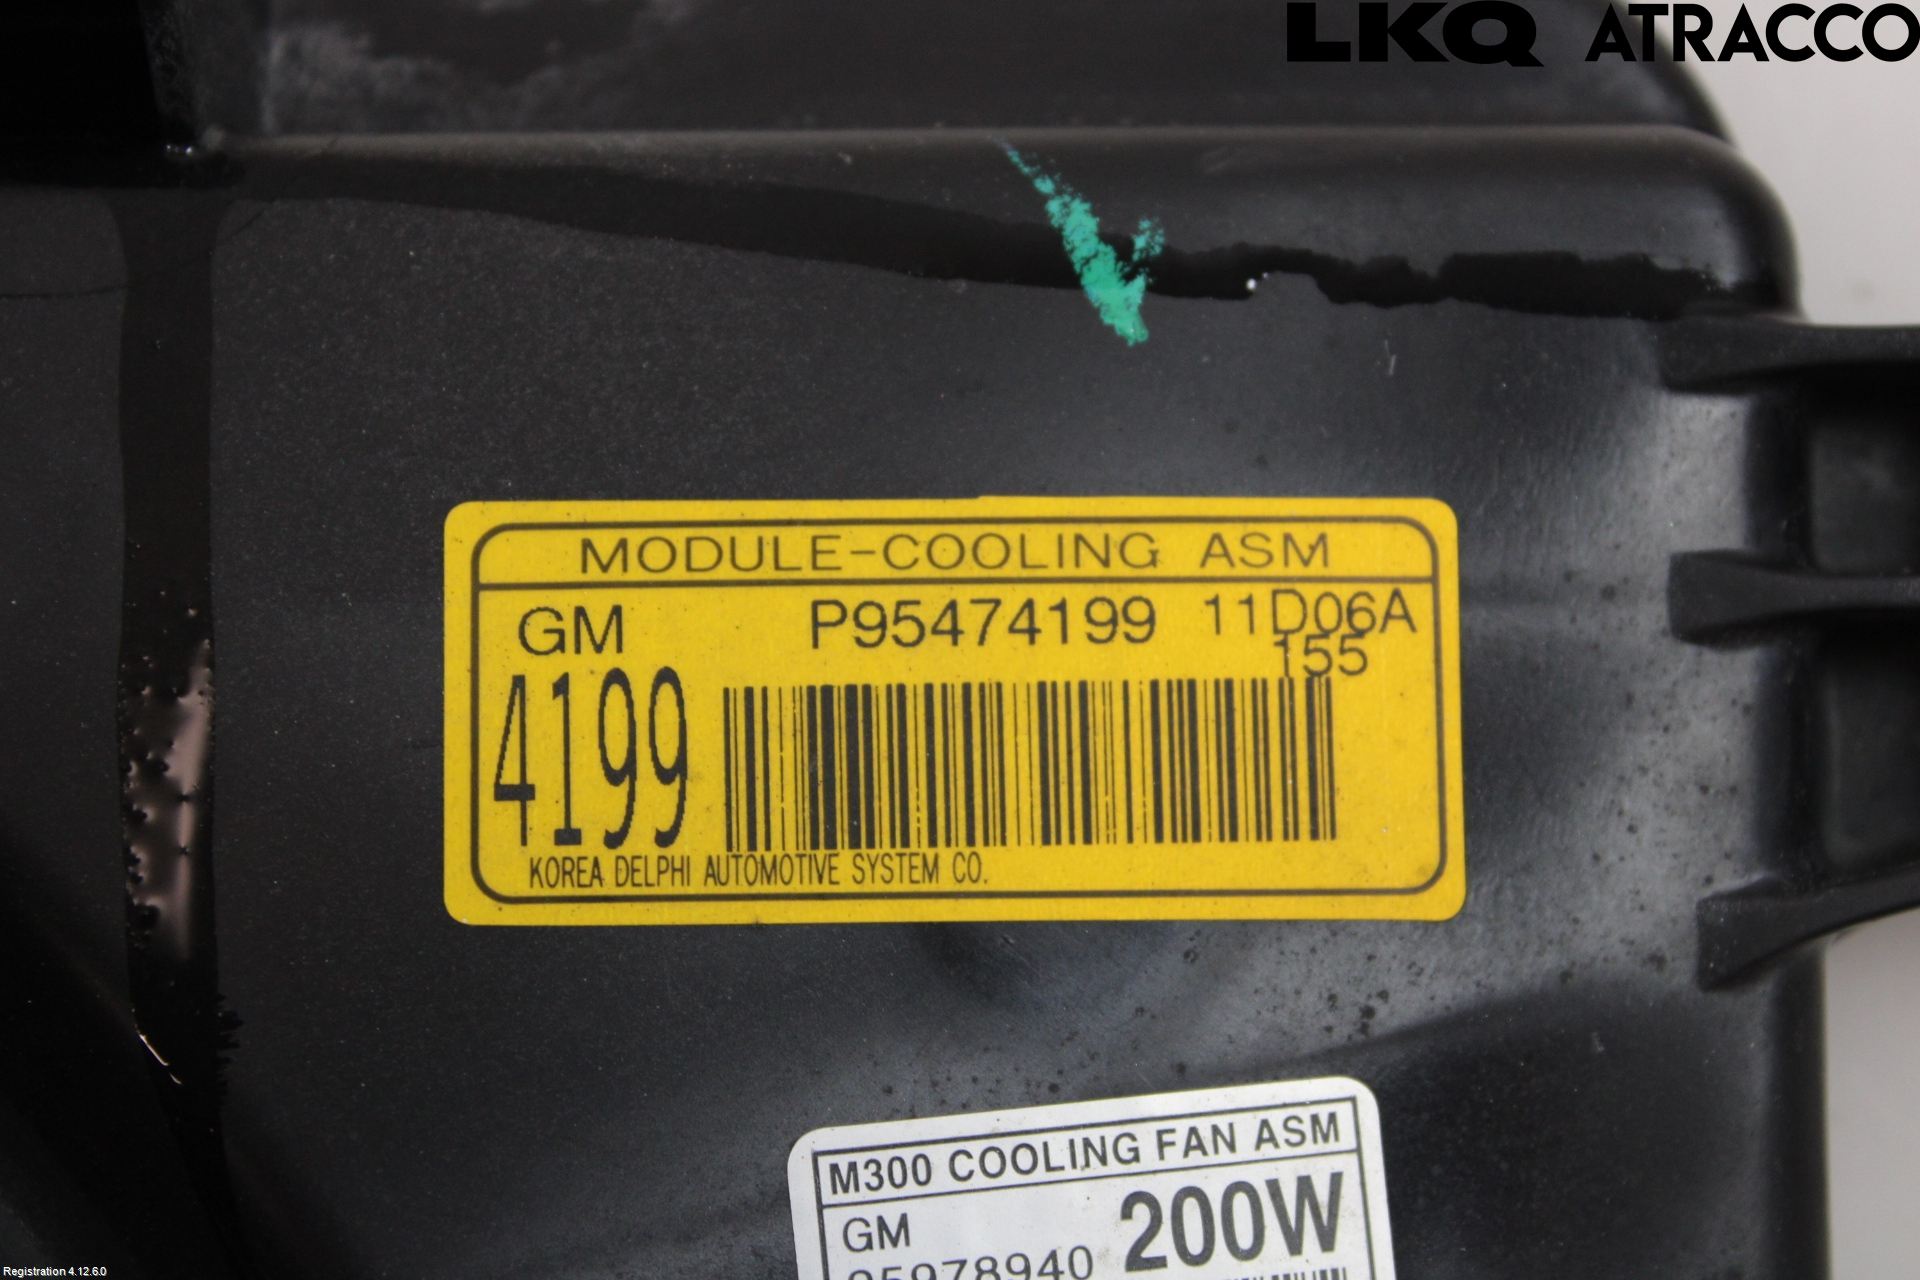 LKQ ATRACCO
MODULE-COOLING ASM
GM P95474199 11D06A
155
4199
KOREA DELPHI AUTOMOTIVE SYSTEM CO.
M300 COOLING FAN ASM
GM 200W
Registration 4.12.6.0